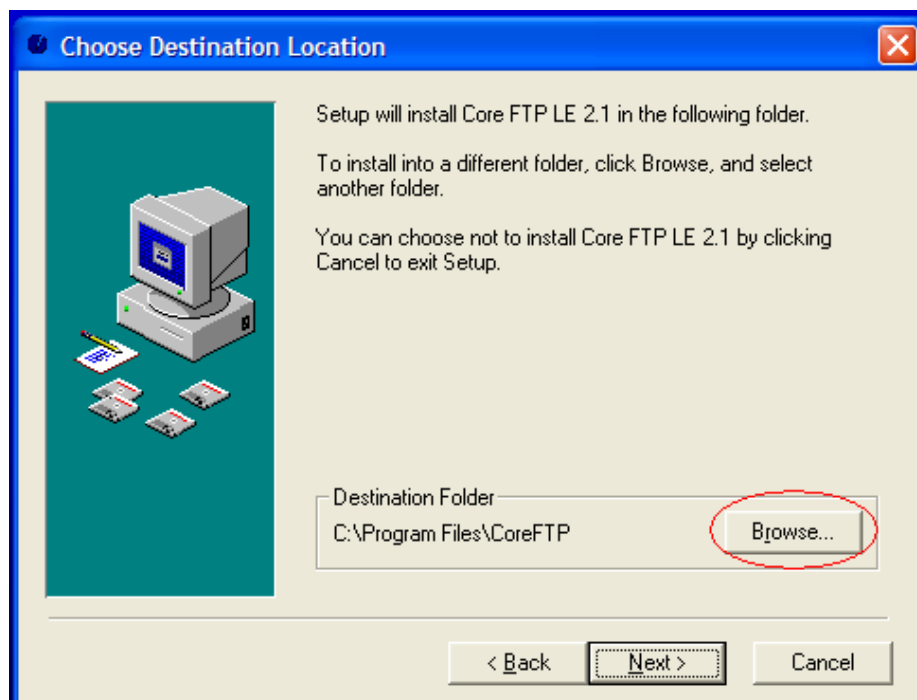 Choose Destination Location
Setup will install Core FTP LE 2.1 in the following folder.
To install into a different folder, click Browse, and select
another folder.
You can choose not to install Core FTP LE 2.1 by clicking
Cancel to exit Setup.
Destination Folder
C:\Program Files\CoreFTP
Browse...
< Back
Next >
Cancel